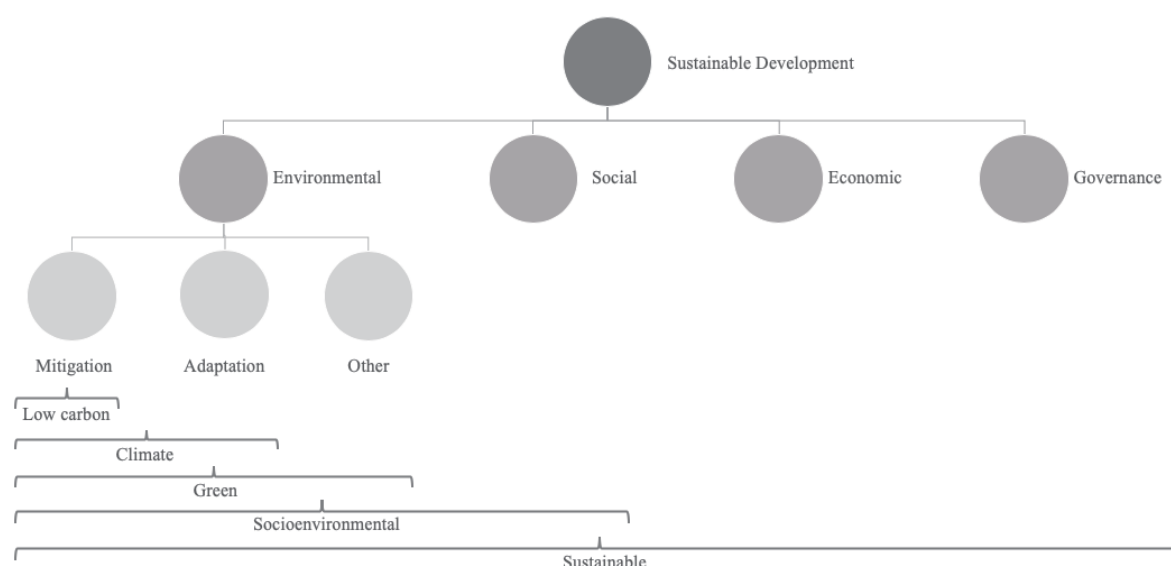 Sustainable Development
Environmental
Social
Economic
Governance
Mitigation
Adaptation
Other
Low carbon
Climate
Green
Socioenvironmental
Sustainable